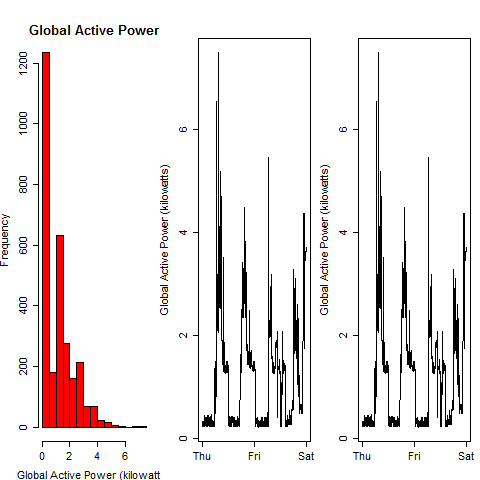 Global Active Power
Frequency
0 200 400 600 800 1000 1200
0 2 4 6
Global Active Power (kilowatt
Global Active Power (kilowatts)
0 2 4 6
Thu Fri Sat
Global Active Power (kilowatts)
0 2 4 6
Thu Fri Sat